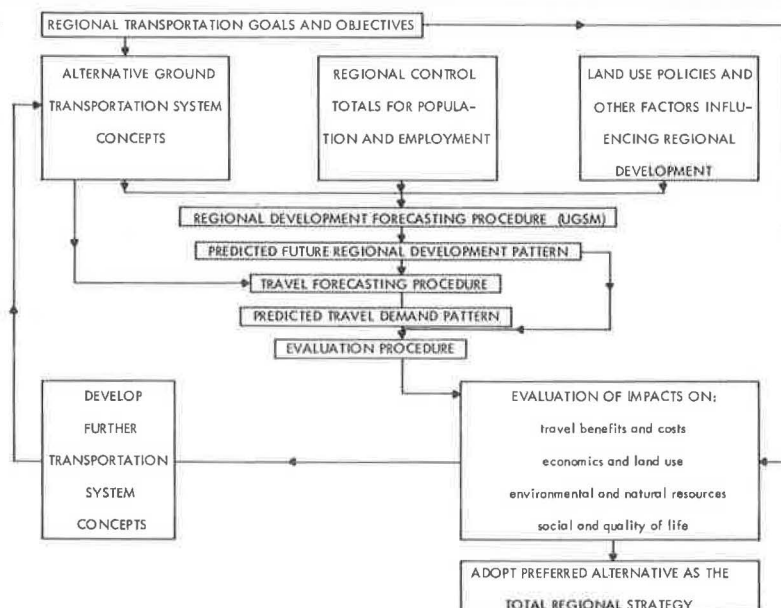 REGIONAL TRANSPORTATION GOALS AND OBJECTIVES
ALTERNATIVE GROUND
TRANSPORTATION SYSTEM
CONCEPTS
REGIONAL CONTROL
TOTALS FOR POPULA-
TION AND EMPLOYMENT
LAND USE POLICIES AND
OTHER FACTORS INFLU-
ENCING REGIONAL
DEVELOPMENT
REGIONAL DEVELOPMENT FORECASTING PROCEDURE (UGSM)
PREDICTED FUTURE REGIONAL DEVELOPMENT PATTERN
TRAVEL FORECASTING PROCEDURE
PREDICTED TRAVEL DEMAND PATTERN
EVALUATION PROCEDURE
DEVELOP
FURTHER
TRANSPORTATION
SYSTEM
CONCEPTS
EVALUATION OF IMPACTS ON:
travel benefits and costs
economics and land use
environmental and natural resources
social and quality of life
ADOPT PREFERRED ALTERNATIVE AS THE
TOTAL REGIONAL STRATEGY